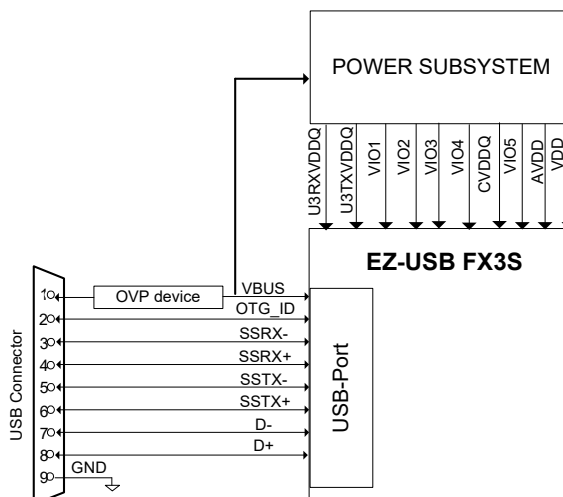 POWER SUBSYSTEM
U3RXVDDQ
U3TXVDDQ
VIO1
VIO2
VIO3
VIO4
CVDDQ
VIO5
AVDD
VDD
EZ-USB FX3S
USB Connector
1
OVP device
VBUS
2
OTG_ID
3
SSRX-
4
SSRX+
5
SSTX-
6
SSTX+
7
D-
8
D+
9
GND
USB-Port